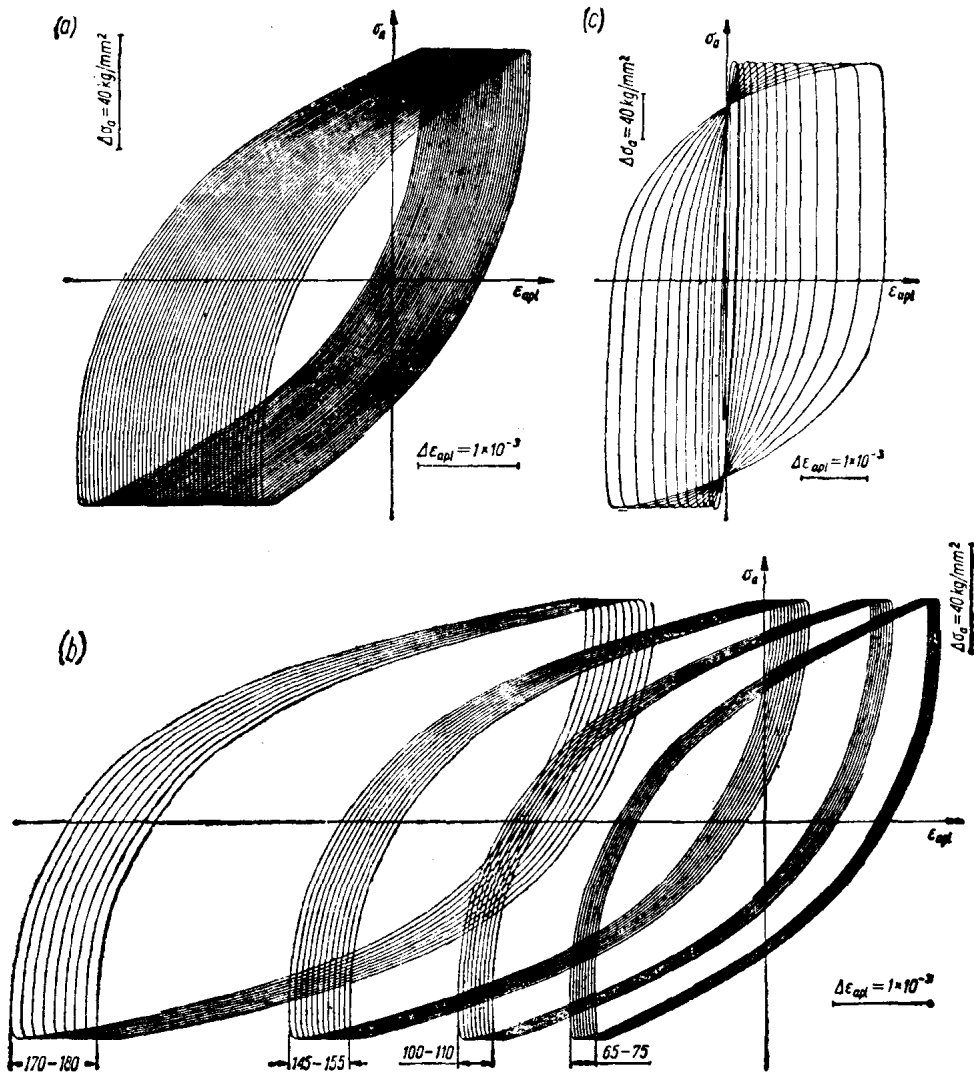 (a)
σₐ
Δσₐ = 40 kg/mm²
εₐₚₗ
Δεₐₚₗ = 1×10⁻³
(c)
σₐ
Δσₐ = 40 kg/mm²
εₐₚₗ
Δεₐₚₗ = 1×10⁻³
(b)
σₐ
Δσₐ = 40 kg/mm²
εₐₚₗ
Δεₐₚₗ = 1×10⁻³
170–180
145–155
100–110
65–75